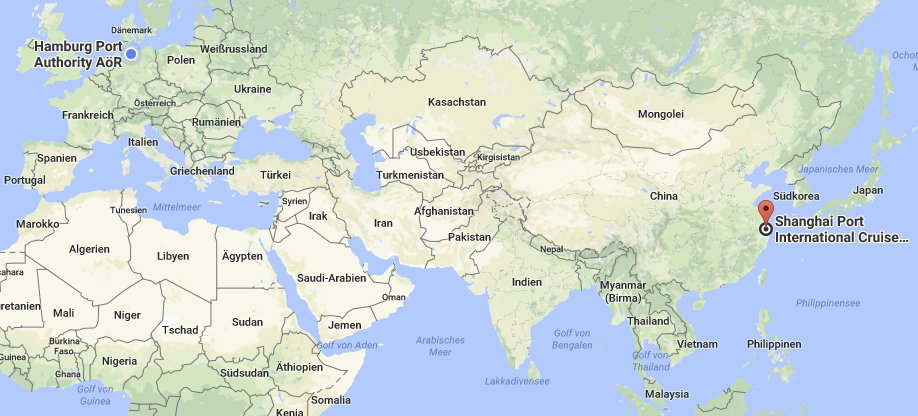 Dänemark
Hamburg Port
Authority AöR
Weißrussland
Polen
Ukraine
Österreich
Frankreich
Rumänien
Italien
Spanien
Portugal
Griechenland
Türkei
Kasachstan
Mongolei
Usbekistan
Kirgisistan
Turkmenistan
Ochot
Japanisches Meer
Syrien
Irak
Iran
Afghanistan
Pakistan
China
Südkorea
Japan
Shanghai Port
International Cruise...
Marokko
Tunesien
Mittelmeer
Algerien
Libyen
Ägypten
Saudi-Arabien
Oman
Jemen
Nepal
Indien
Myanmar
(Birma)
Thailand
Vietnam
Philippinen
Philippinensee
Malaysia
sahara
retanien
Mali
Niger
Tschad
Sudan
Burkina
Faso
Guinea
Ghana
Nigeria
Südsudan
Äthiopien
Somalia
Kenia
Golf von
Guinea
Golf von Aden
Arabisches
Meer
Lakkadivensee
Golf von
Bengalen
Golf von
Thailand